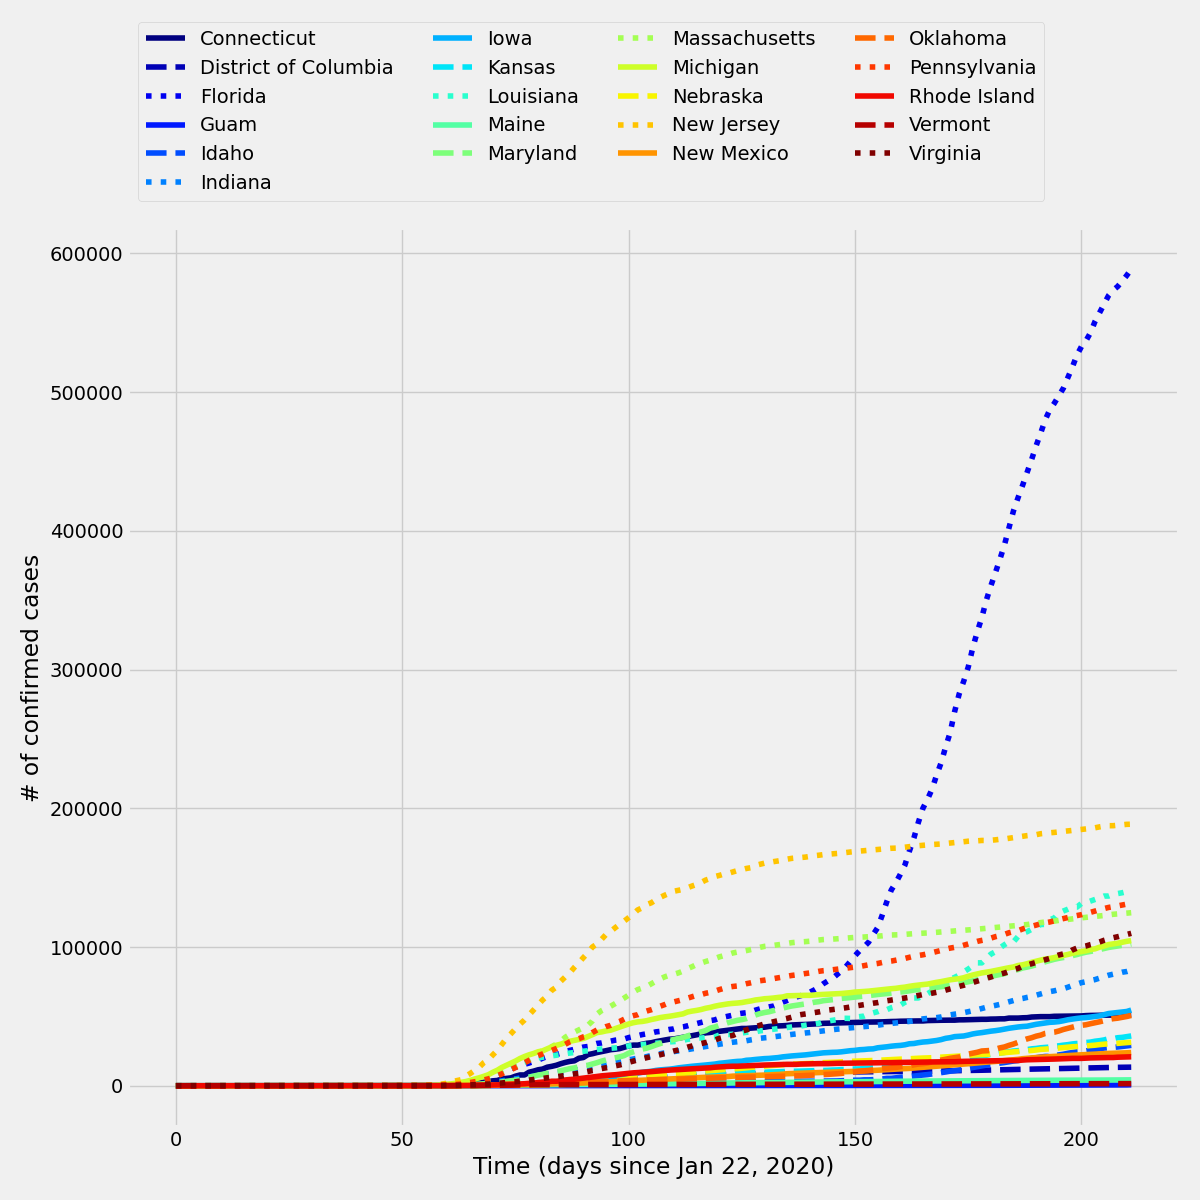 Connecticut
District of Columbia
Florida
Guam
Idaho
Indiana
Iowa
Kansas
Louisiana
Maine
Maryland
Massachusetts
Michigan
Nebraska
New Jersey
New Mexico
Oklahoma
Pennsylvania
Rhode Island
Vermont
Virginia
600000
500000
400000
300000
200000
100000
0
# of confirmed cases
0 50 100 150 200
Time (days since Jan 22, 2020)